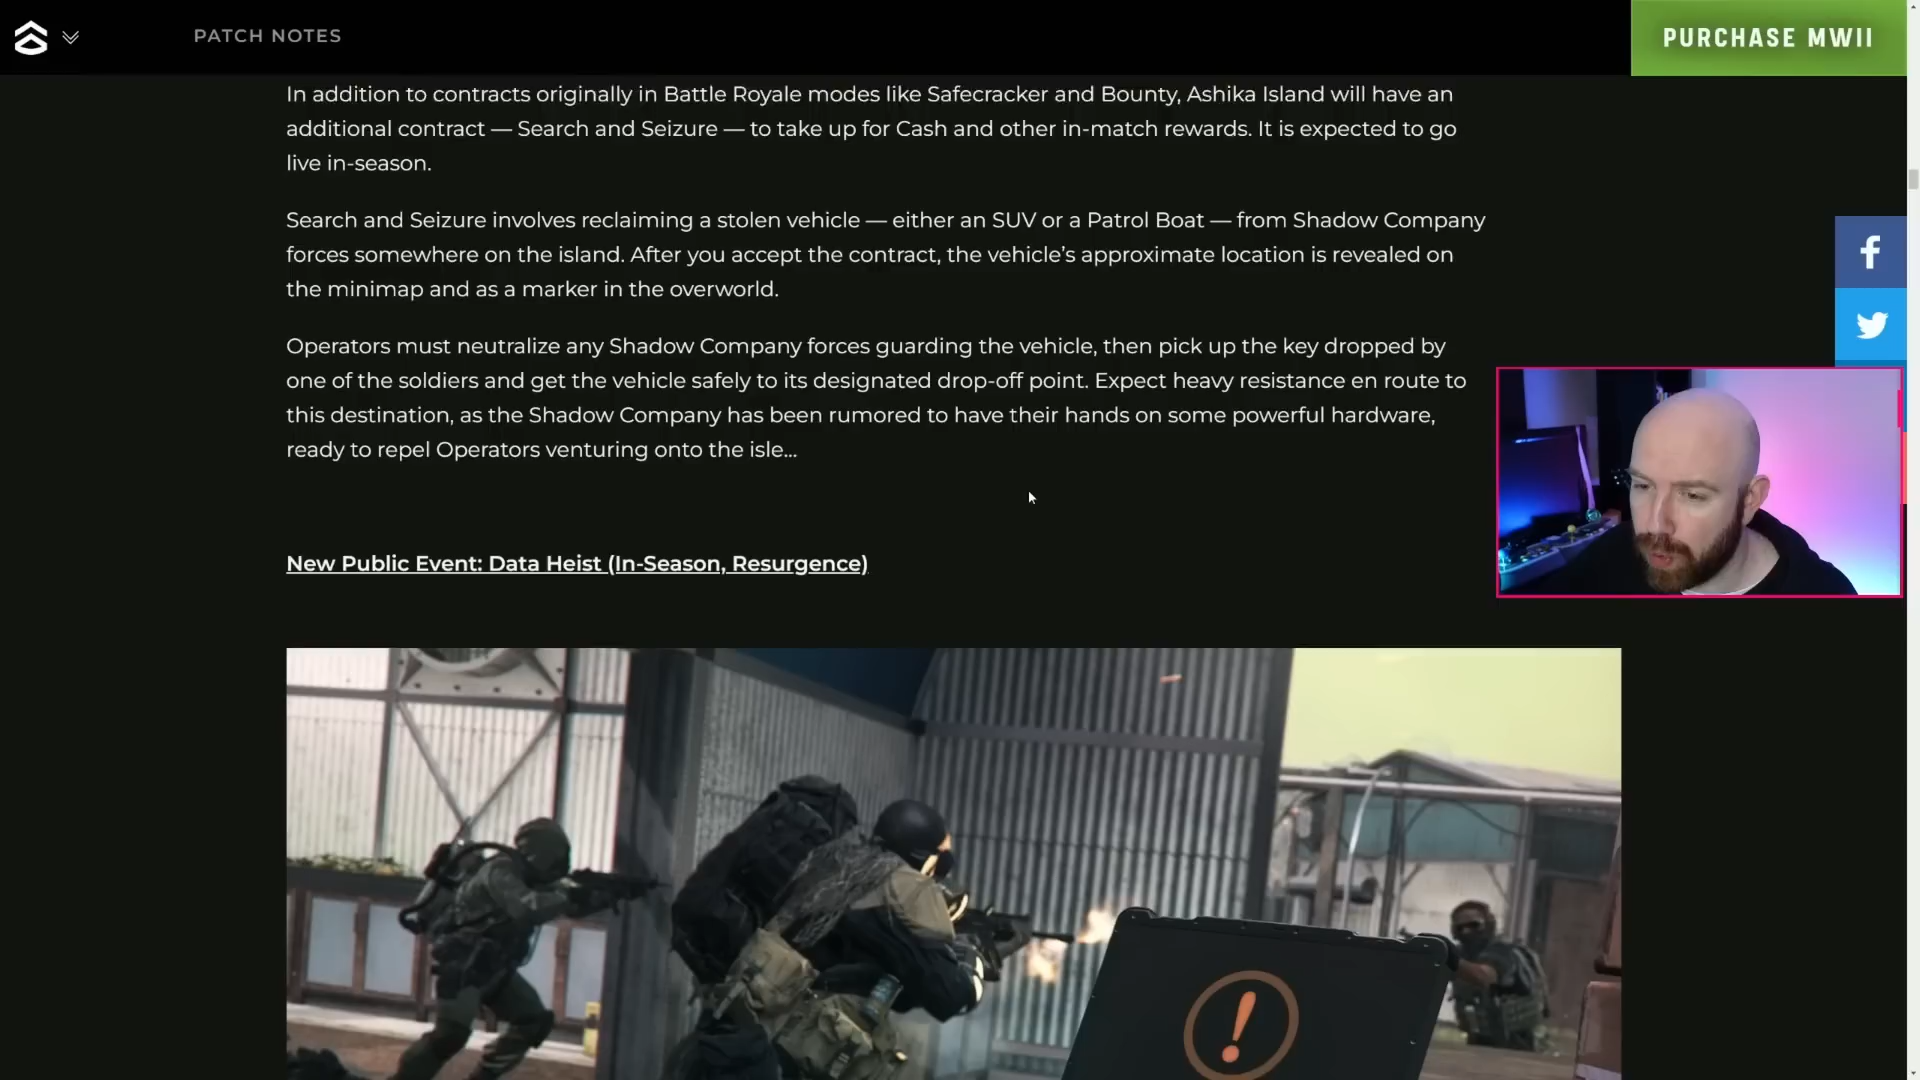 PATCH NOTES
PURCHASE MWII
In addition to contracts originally in Battle Royale modes like Safecracker and Bounty, Ashika Island will have an
additional contract — Search and Seizure — to take up for Cash and other in-match rewards. It is expected to go
live in-season.
Search and Seizure involves reclaiming a stolen vehicle — either an SUV or a Patrol Boat — from Shadow Company
forces somewhere on the island. After you accept the contract, the vehicle’s approximate location is revealed on
the minimap and as a marker in the overworld.
Operators must neutralize any Shadow Company forces guarding the vehicle, then pick up the key dropped by
one of the soldiers and get the vehicle safely to its designated drop-off point. Expect heavy resistance en route to
this destination, as the Shadow Company has been rumored to have their hands on some powerful hardware,
ready to repel Operators venturing onto the isle…
New Public Event: Data Heist (In-Season, Resurgence)